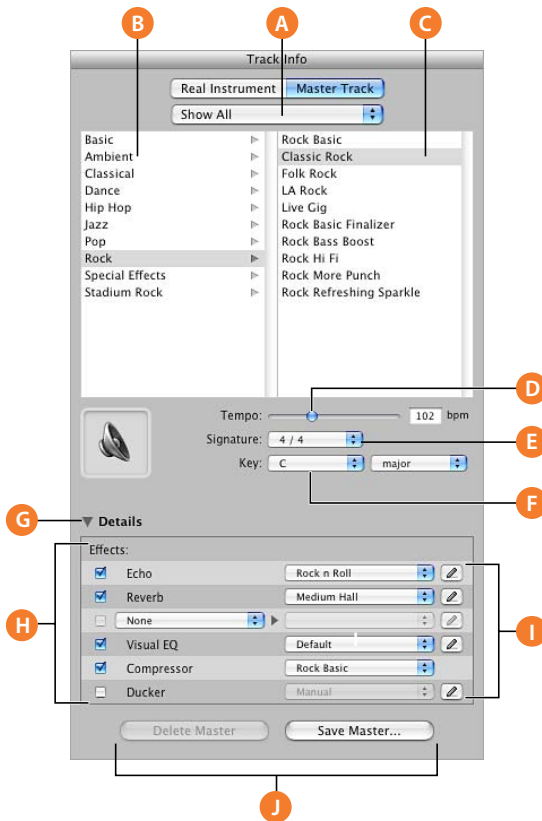 B A C
Track Info
Real Instrument Master Track
Show All
Basic
Ambient
Classical
Dance
Hip Hop
Jazz
Pop
Rock
Special Effects
Stadium Rock
Rock Basic
Classic Rock
Folk Rock
LA Rock
Live Gig
Rock Basic Finalizer
Rock Bass Boost
Rock Hi Fi
Rock More Punch
Rock Refreshing Sparkle
D
Tempo: 102 bpm
Signature: 4 / 4
E
Key: C major
F
G
Details
Effects:
Echo Rock n Roll
Reverb Medium Hall
None
H I
Visual EQ Default
Compressor Rock Basic
Ducker Manual
Delete Master Save Master...
J